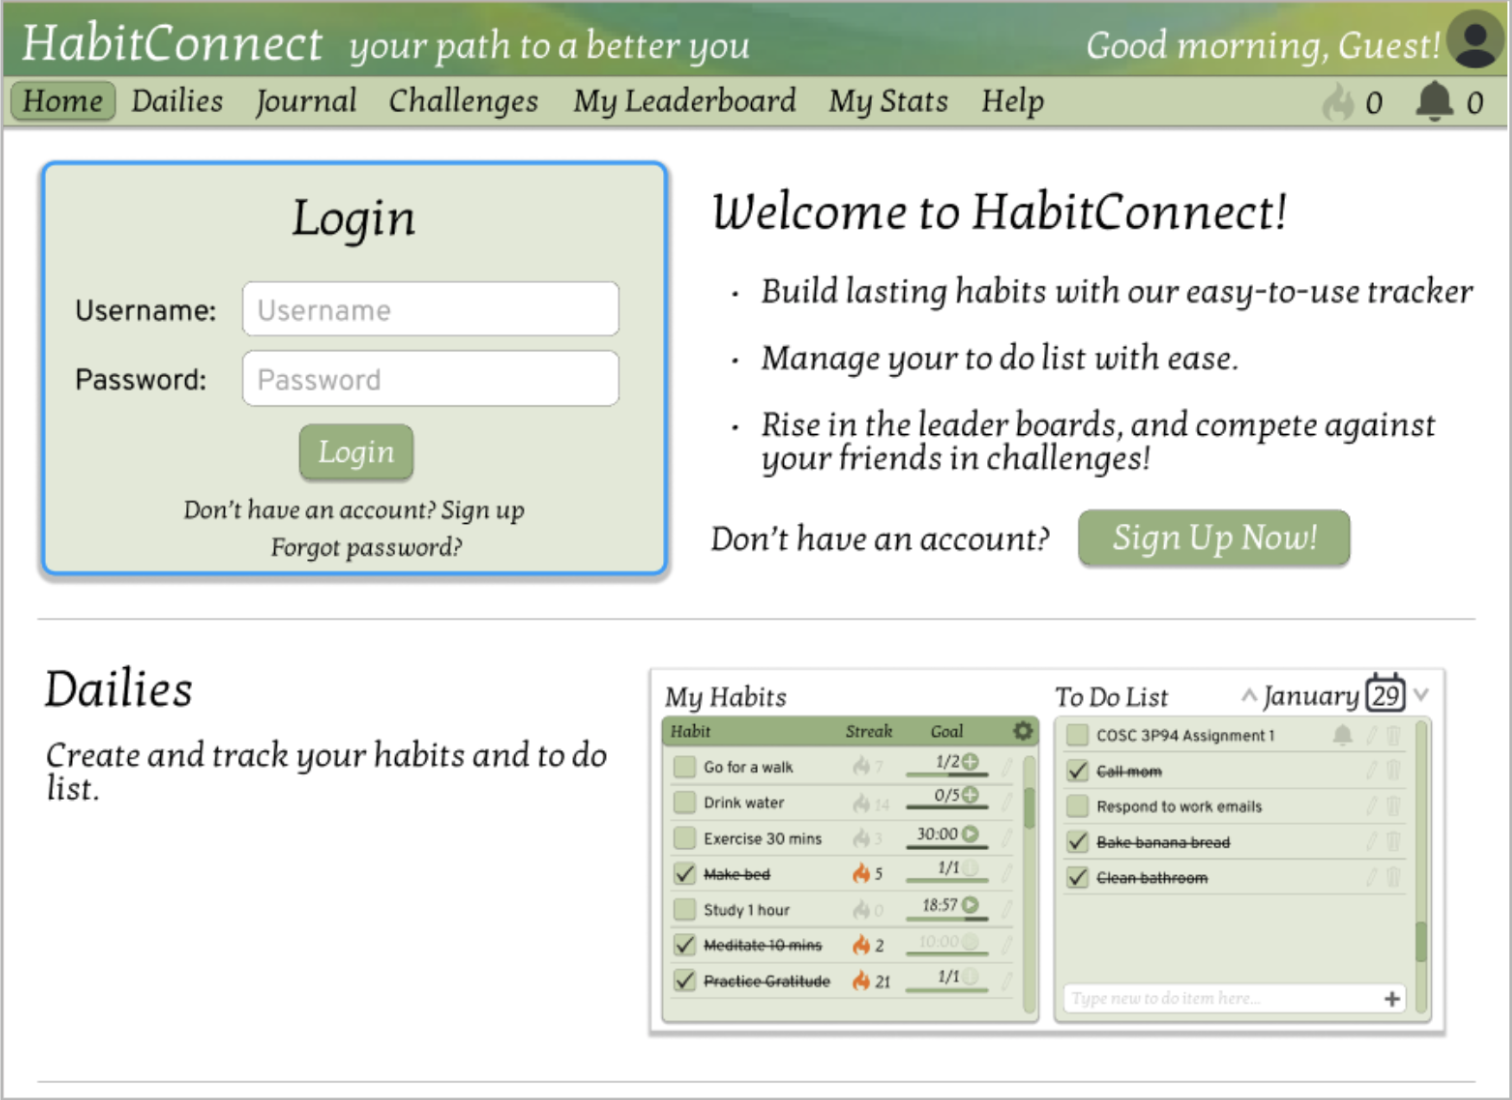 HabitConnect your path to a better you Good morning, Guest!
Home Dailies Journal Challenges My Leaderboard My Stats Help 0 0
Login
Username: Username
Password: Password
Login
Don't have an account? Sign up
Forgot password?
Welcome to HabitConnect!
· Build lasting habits with our easy-to-use tracker
· Manage your to do list with ease.
· Rise in the leader boards, and compete against
your friends in challenges!
Don't have an account? Sign Up Now!
Dailies
Create and track your habits and to do
list.
My Habits
Habit Streak Goal
Go for a walk 7 1/2
Drink water 14 0/5
Exercise 30 mins 3 30:00
Make bed 5 1/1
Study 1 hour 0 18:57
Meditate 10 mins 2 10:00
Practice Gratitude 21 1/1
To Do List January 29
COSC 3P94 Assignment 1
Call mom
Respond to work emails
Bake banana bread
Clean bathroom
Type new to do item here... +